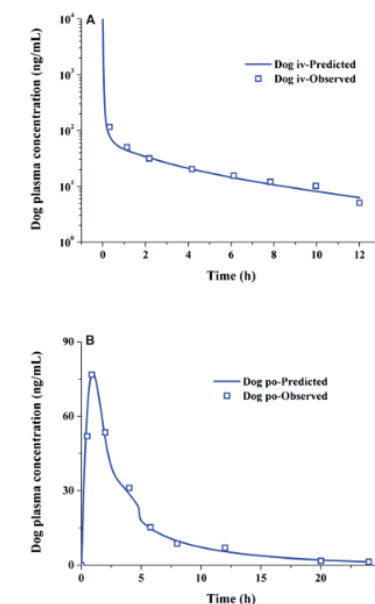 A
Dog plasma concentration (ng/mL)
10⁴
10³
10²
10¹
10⁰
Dog iv-Predicted
Dog iv-Observed
0 2 4 6 8 10 12
Time (h)
B
Dog plasma concentration (ng/mL)
90
60
30
0
Dog po-Predicted
Dog po-Observed
0 5 10 15 20
Time (h)